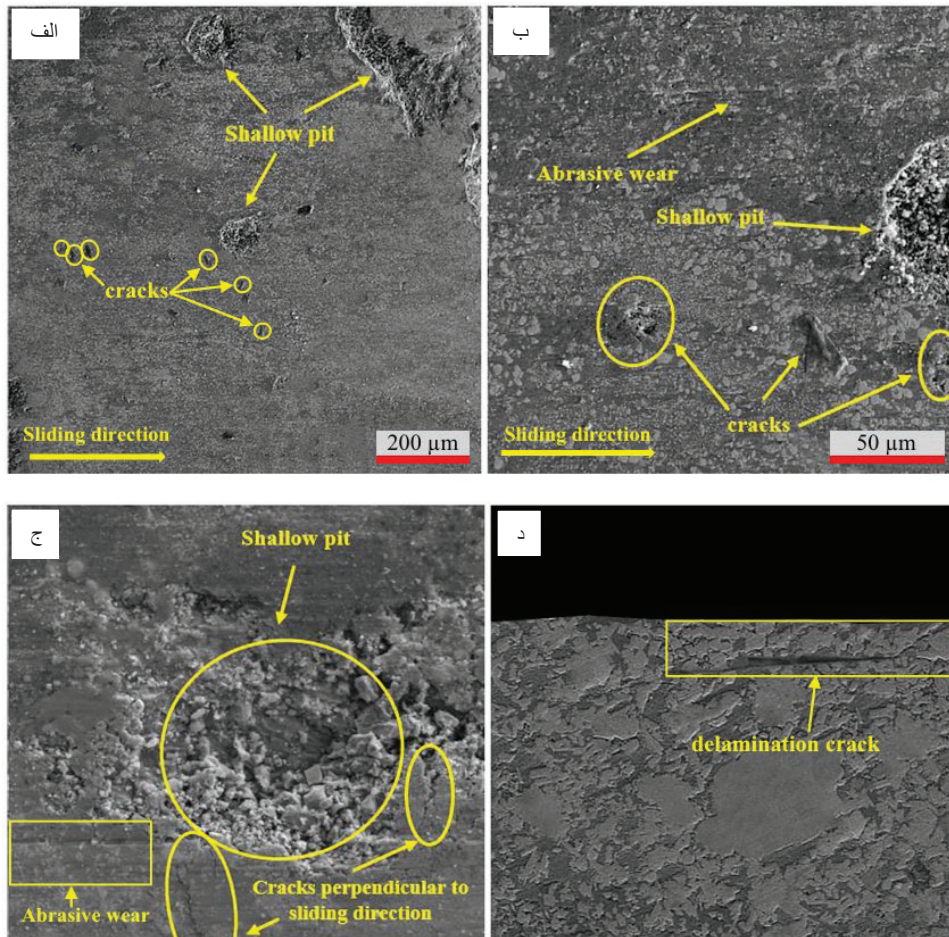 الف
Shallow pit
cracks
Sliding direction
200 µm
ب
Abrasive wear
Shallow pit
cracks
Sliding direction
50 µm
ج
Shallow pit
Abrasive wear
Cracks perpendicular to
sliding direction
د
delamination crack